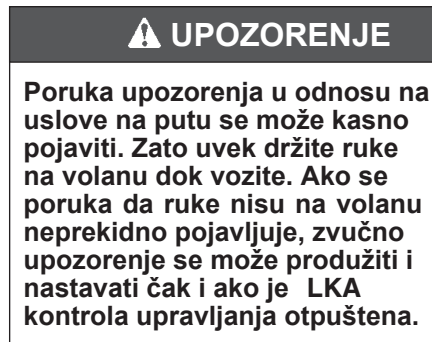 UPOZORENJE
Poruka upozorenja u odnosu na
uslove na putu se može kasno
pojaviti. Zato uvek držite ruke
na volanu dok vozite. Ako se
poruka da ruke nisu na volanu
neprekidno pojavljuje, zvučno
upozorenje se može produžiti i
nastavati čak i ako je LKA
kontrola upravljanja otpuštena.